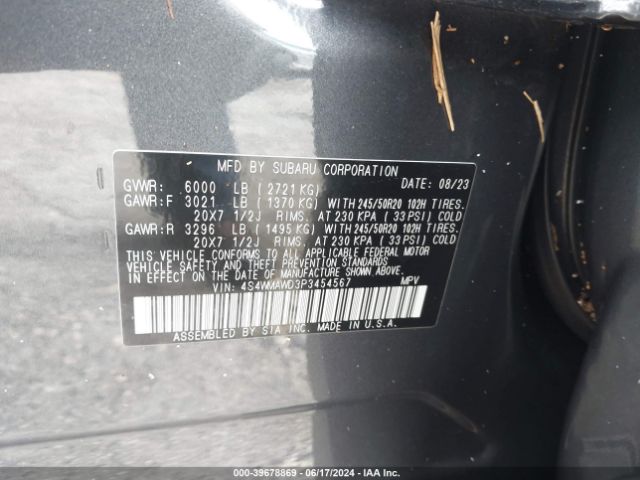 MFD BY SUBARU CORPORATION
GVWR: 6000 LB (2721 KG) DATE: 08/23
GAWR:F 3021 LB (1370 KG) WITH 245/50R20 102H TIRES,
20X7 1/2J RIMS, AT 230 KPA (33 PSI) COLD
GAWR:R 3296 LB (1495 KG) WITH 245/50R20 102H TIRES,
20X7 1/2J RIMS, AT 230 KPA (33 PSI) COLD
THIS VEHICLE CONFORMS TO ALL APPLICABLE FEDERAL MOTOR
VEHICLE SAFETY AND THEFT PREVENTION STANDARDS
IN EFFECT ON THE DATE OF MANUFACTURE SHOWN ABOVE.
VIN: 4S4WMAWD3P3454567 MPV
ASSEMBLED BY SIA INC. MADE IN U.S.A.
000-39678869 - 06/17/2024 - IAA Inc.